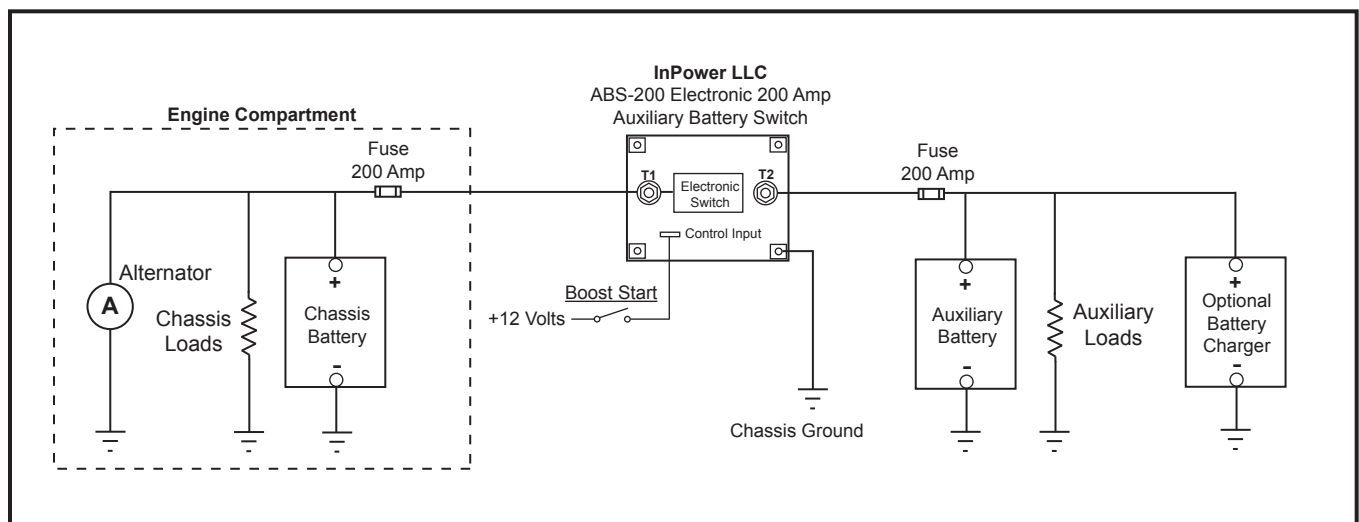 InPower LLC
ABS-200 Electronic 200 Amp
Auxiliary Battery Switch
Engine Compartment
Fuse
200 Amp
T1
Electronic
Switch
T2
Control Input
Fuse
200 Amp
Alternator
A
Chassis
Loads
+
Chassis
Battery
-
Boost Start
+12 Volts
Chassis Ground
+
Auxiliary
Battery
-
Auxiliary
Loads
+
Optional
Battery
Charger
-